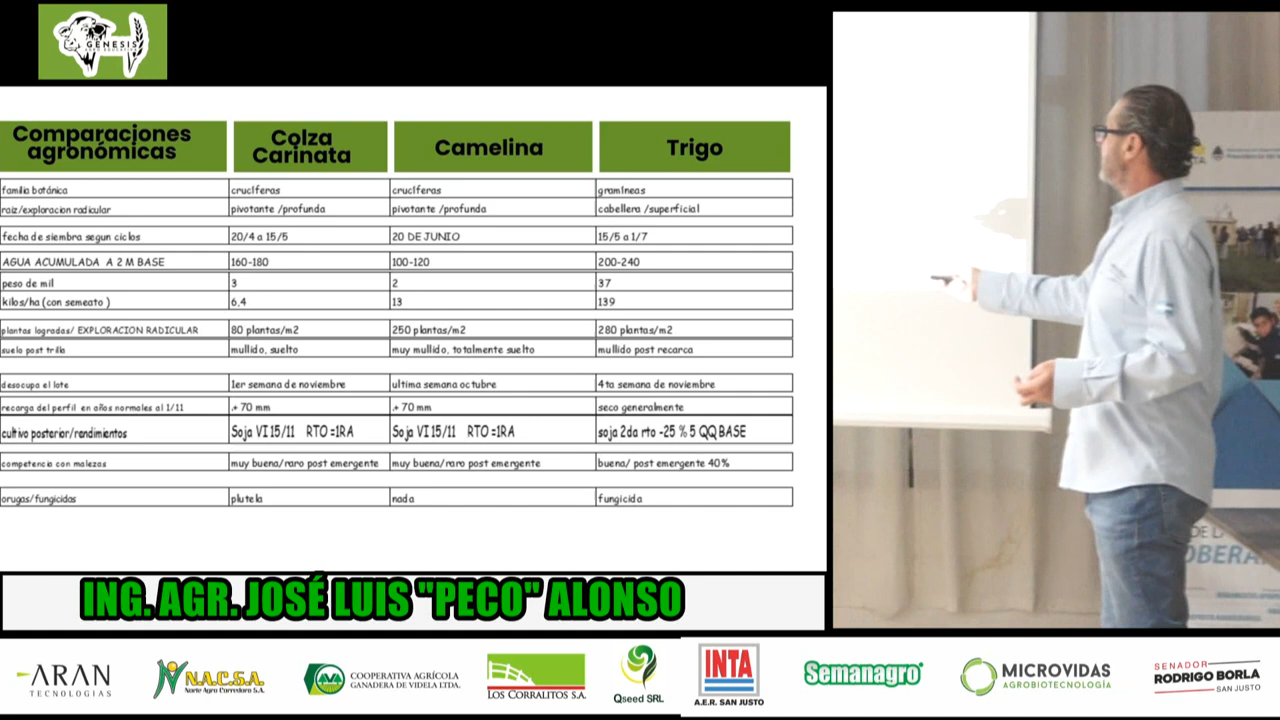 GÉNESIS
Comparaciones agronómicas
Colza Carinata
Camelina
Trigo
familia botánica crucíferas crucíferas gramíneas
raiz/exploracion radicular pivotante /profunda pivotante /profunda cabellera /superficial
fecha de siembra segun ciclos 20/4 a 15/5 20 DE JUNIO 15/5 a 1/7
AGUA ACUMULADA A 2 M BASE 160-180 100-120 200-240
peso de mil 3 2 37
kilos/ha (con semeato ) 6.4 13 139
plantas logradas/ EXPLORACION RADICULAR 80 plantas/m2 250 plantas/m2 280 plantas/m2
suelo post trilla mullido, suelto muy mullido, totalmente suelto mullido post recarca
desocupa el lote 1er semana de noviembre ultima semana octubre 4ta semana de noviembre
recarga del perfil en años normales al 1/11 .+ 70 mm .+ 70 mm seco generalmente
cultivo posterior/rendimientos Soja VI 15/11 RTO =1RA Soja VI 15/11 RTO =1RA soja 2da rto -25 % 5 QQ BASE
competencia con malezas muy buena/raro post emergente muy buena/raro post emergente buena/ post emergente 40%
orugas/fungicidas plutela nada fungicida
ING. AGR. JOSÉ LUIS "PECO" ALONSO
ARAN
TECNOLOGÍAS
N.A.C.S.A.
Norte Agro Corredora S.A.
COOPERATIVA AGRÍCOLA
GANADERA DE VIDELA LTDA.
LOS CORRALITOS S.A.
Qseed SRL
INTA
A.E.R. SAN JUSTO
Semanagro
MICROVIDAS
AGROBIOTECNOLOGÍA
SENADOR
RODRIGO BORLA
SAN JUSTO